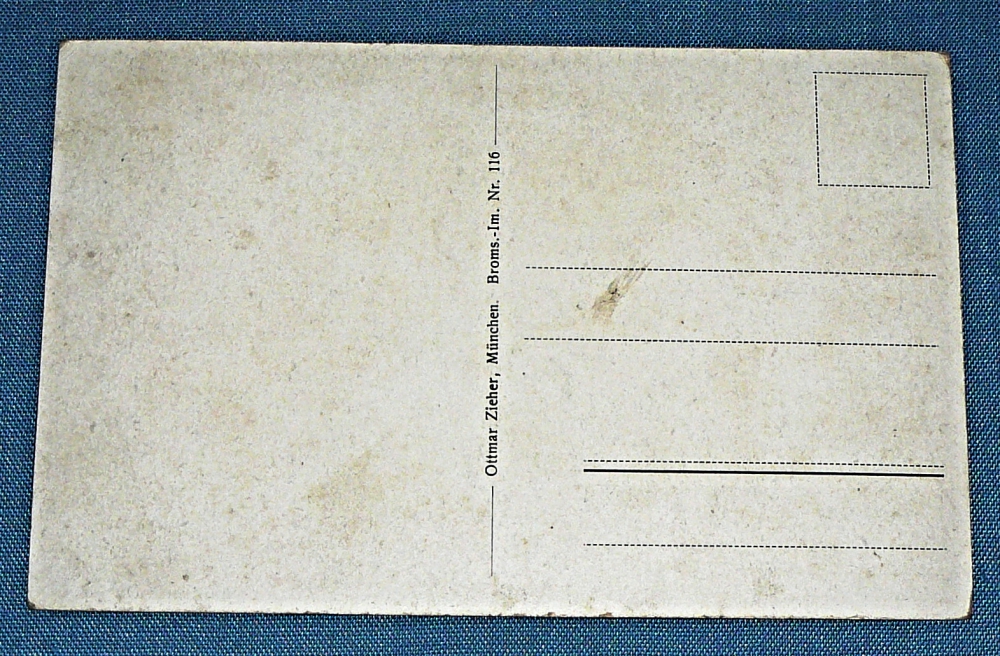 Ottmar Zieher, München. Broms.-Im. Nr. 116